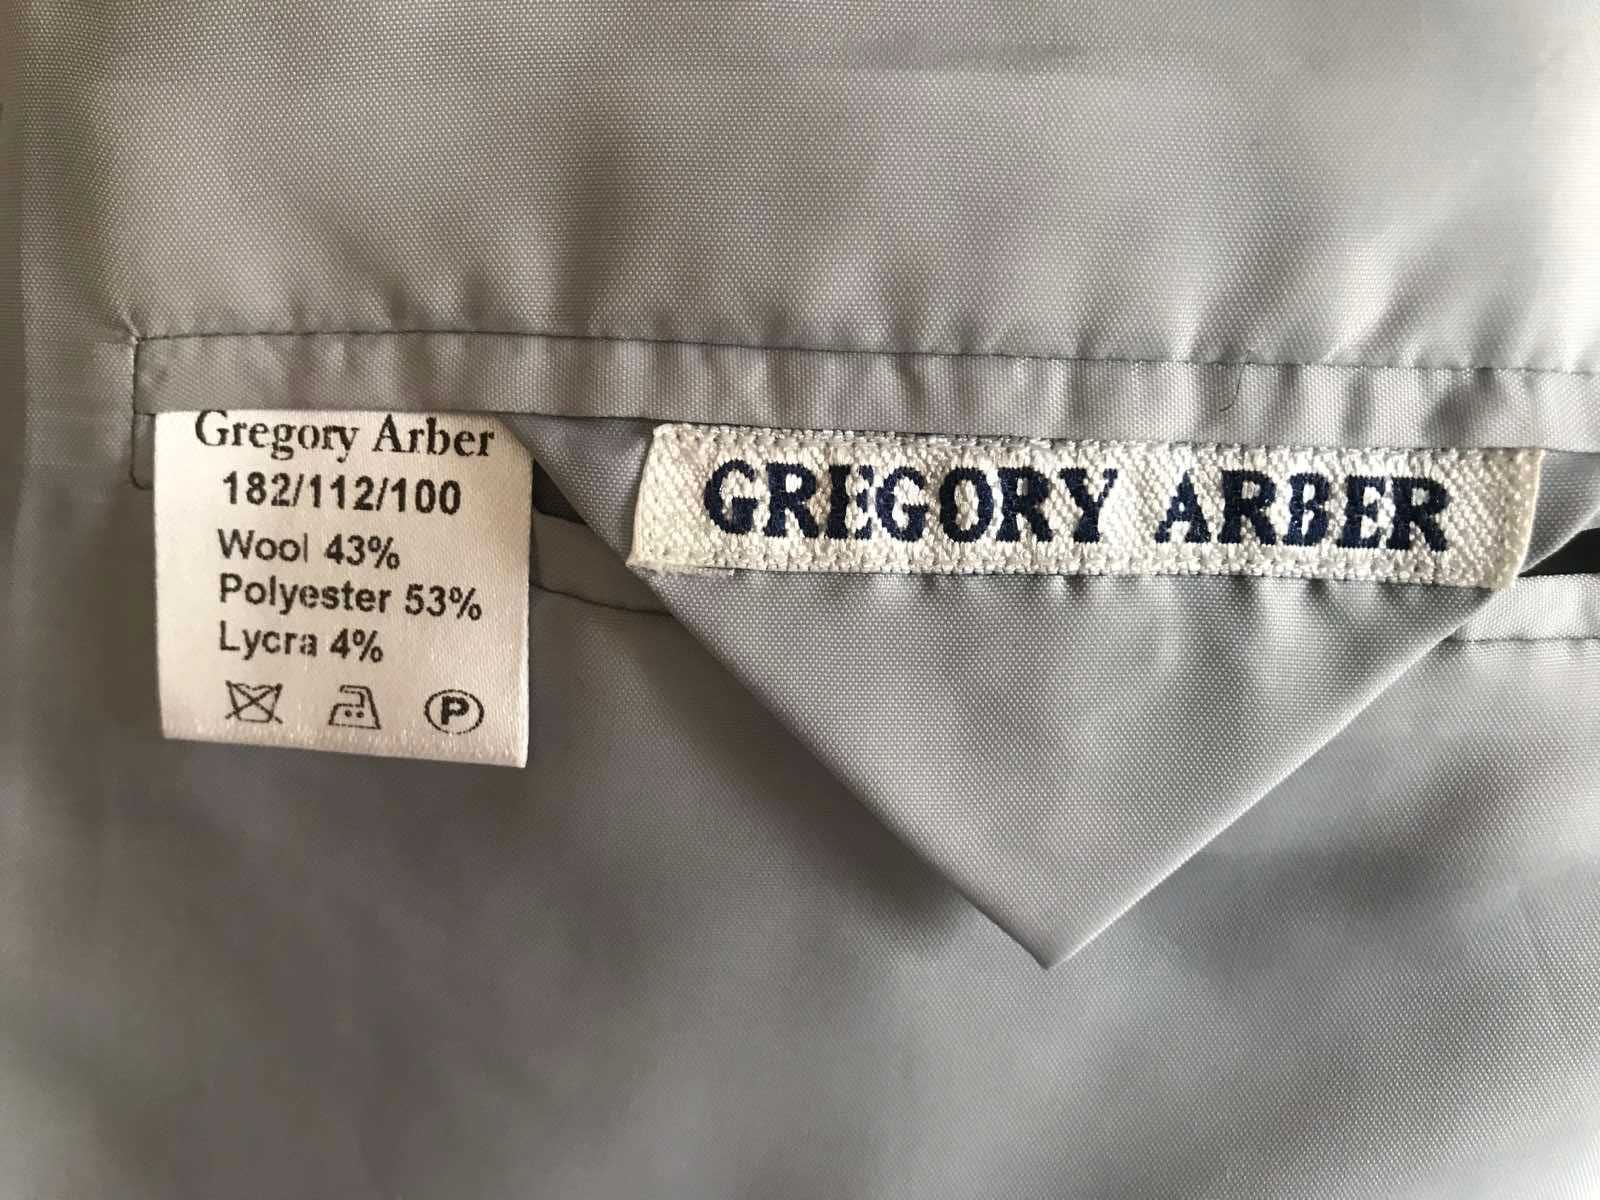 Gregory Arber
182/112/100
Wool 43%
Polyester 53%
Lycra 4%
P
GREGORY ARBER